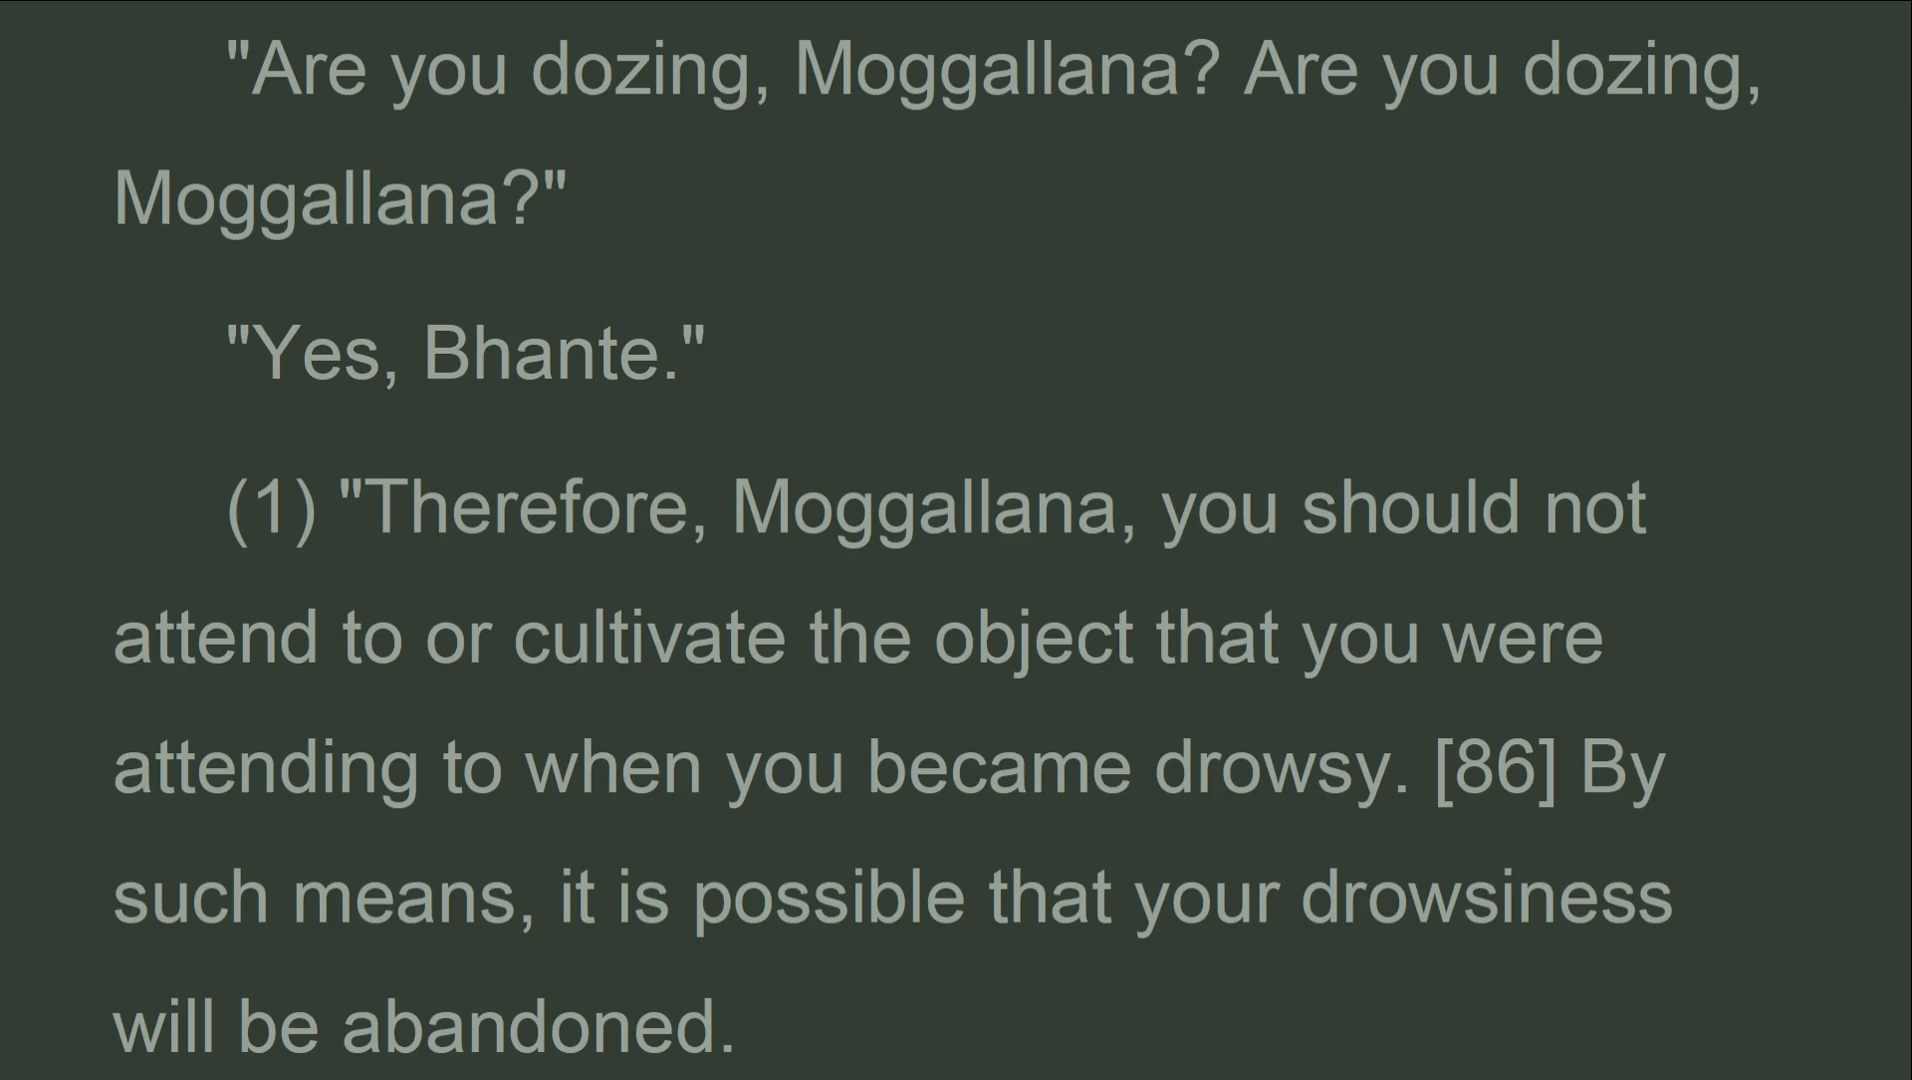 "Are you dozing, Moggallana? Are you dozing,
Moggallana?"
"Yes, Bhante."
(1) "Therefore, Moggallana, you should not
attend to or cultivate the object that you were
attending to when you became drowsy. [86] By
such means, it is possible that your drowsiness
will be abandoned.